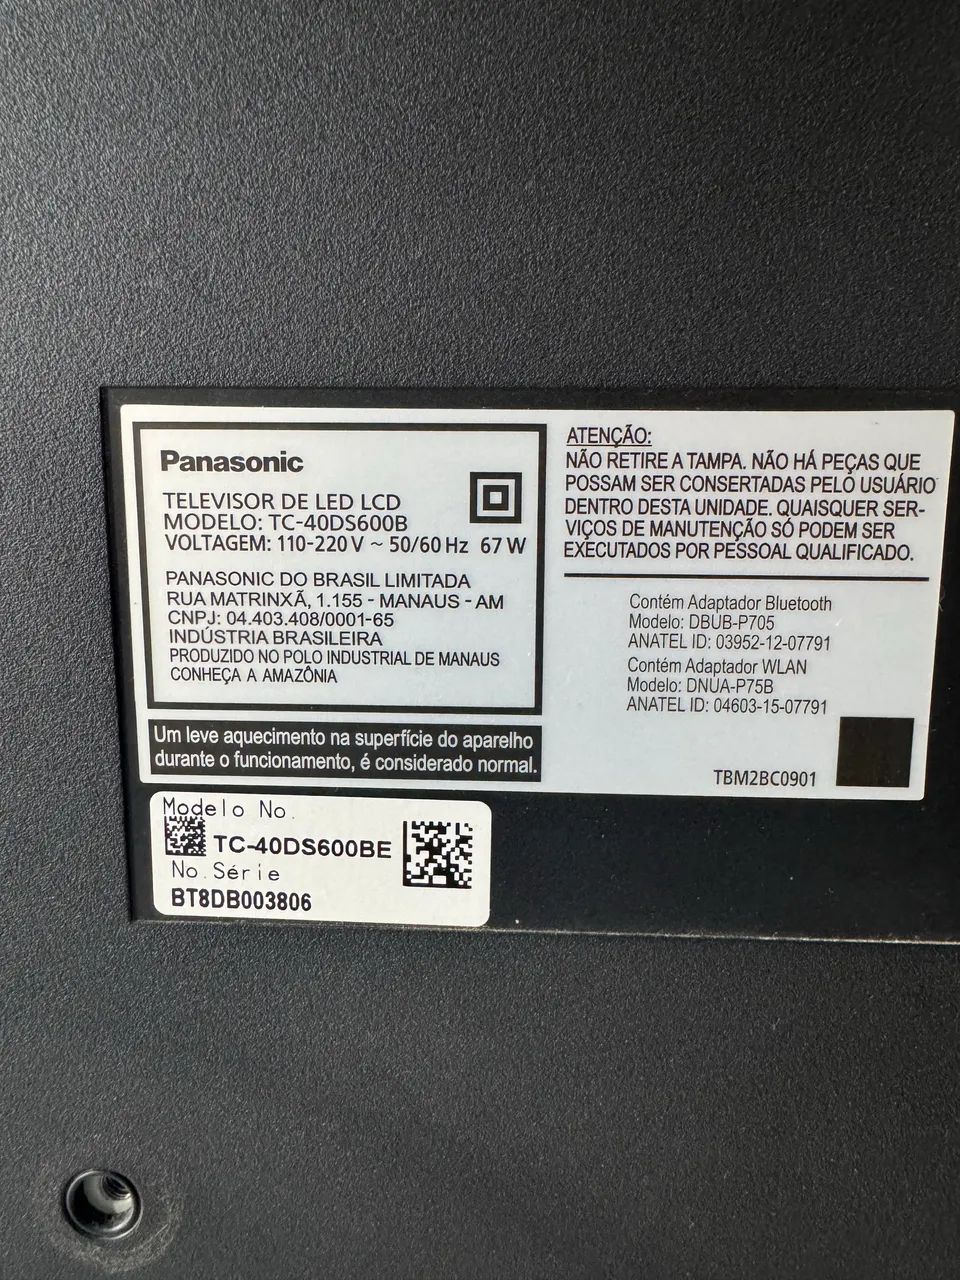 Panasonic
TELEVISOR DE LED LCD
MODELO: TC-40DS600B
VOLTAGEM: 110-220 V ~ 50/60 Hz 67 W
PANASONIC DO BRASIL LIMITADA
RUA MATRINXÃ, 1.155 - MANAUS - AM
CNPJ: 04.403.408/0001-65
INDÚSTRIA BRASILEIRA
PRODUZIDO NO POLO INDUSTRIAL DE MANAUS
CONHEÇA A AMAZÔNIA
Um leve aquecimento na superfície do aparelho
durante o funcionamento, é considerado normal.
ATENÇÃO:
NÃO RETIRE A TAMPA. NÃO HÁ PEÇAS QUE
POSSAM SER CONSERTADAS PELO USUÁRIO
DENTRO DESTA UNIDADE. QUAISQUER SER-
VIÇOS DE MANUTENÇÃO SÓ PODEM SER
EXECUTADOS POR PESSOAL QUALIFICADO.
Contém Adaptador Bluetooth
Modelo: DBUB-P705
ANATEL ID: 03952-12-07791
Contém Adaptador WLAN
Modelo: DNUA-P75B
ANATEL ID: 04603-15-07791
TBM2BC0901
Modelo No.
TC-40DS600BE
No.Série
BT8DB003806